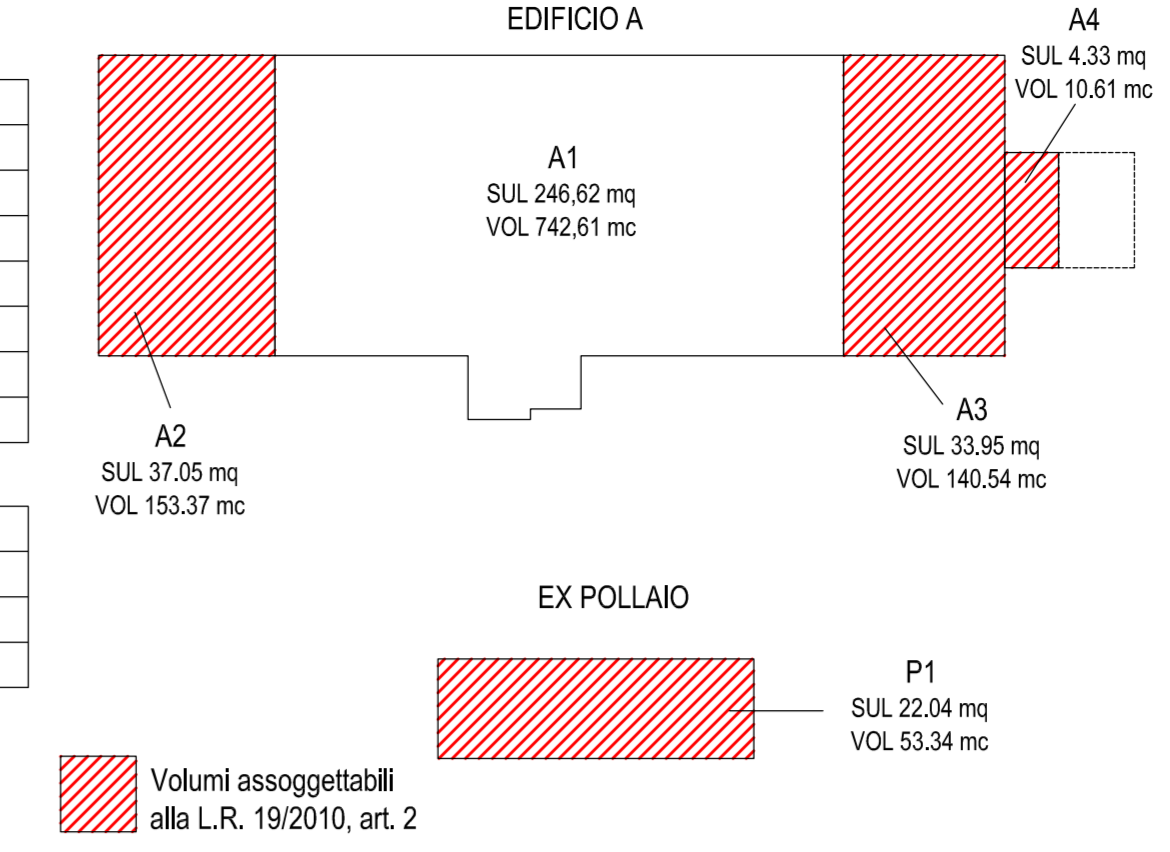 EDIFICIO A
A4
SUL 4.33 mq
VOL 10.61 mc
A1
SUL 246,62 mq
VOL 742,61 mc
A2
SUL 37.05 mq
VOL 153.37 mc
A3
SUL 33.95 mq
VOL 140.54 mc
EX POLLAIO
P1
SUL 22.04 mq
VOL 53.34 mc
Volumi assoggettabili
alla L.R. 19/2010, art. 2